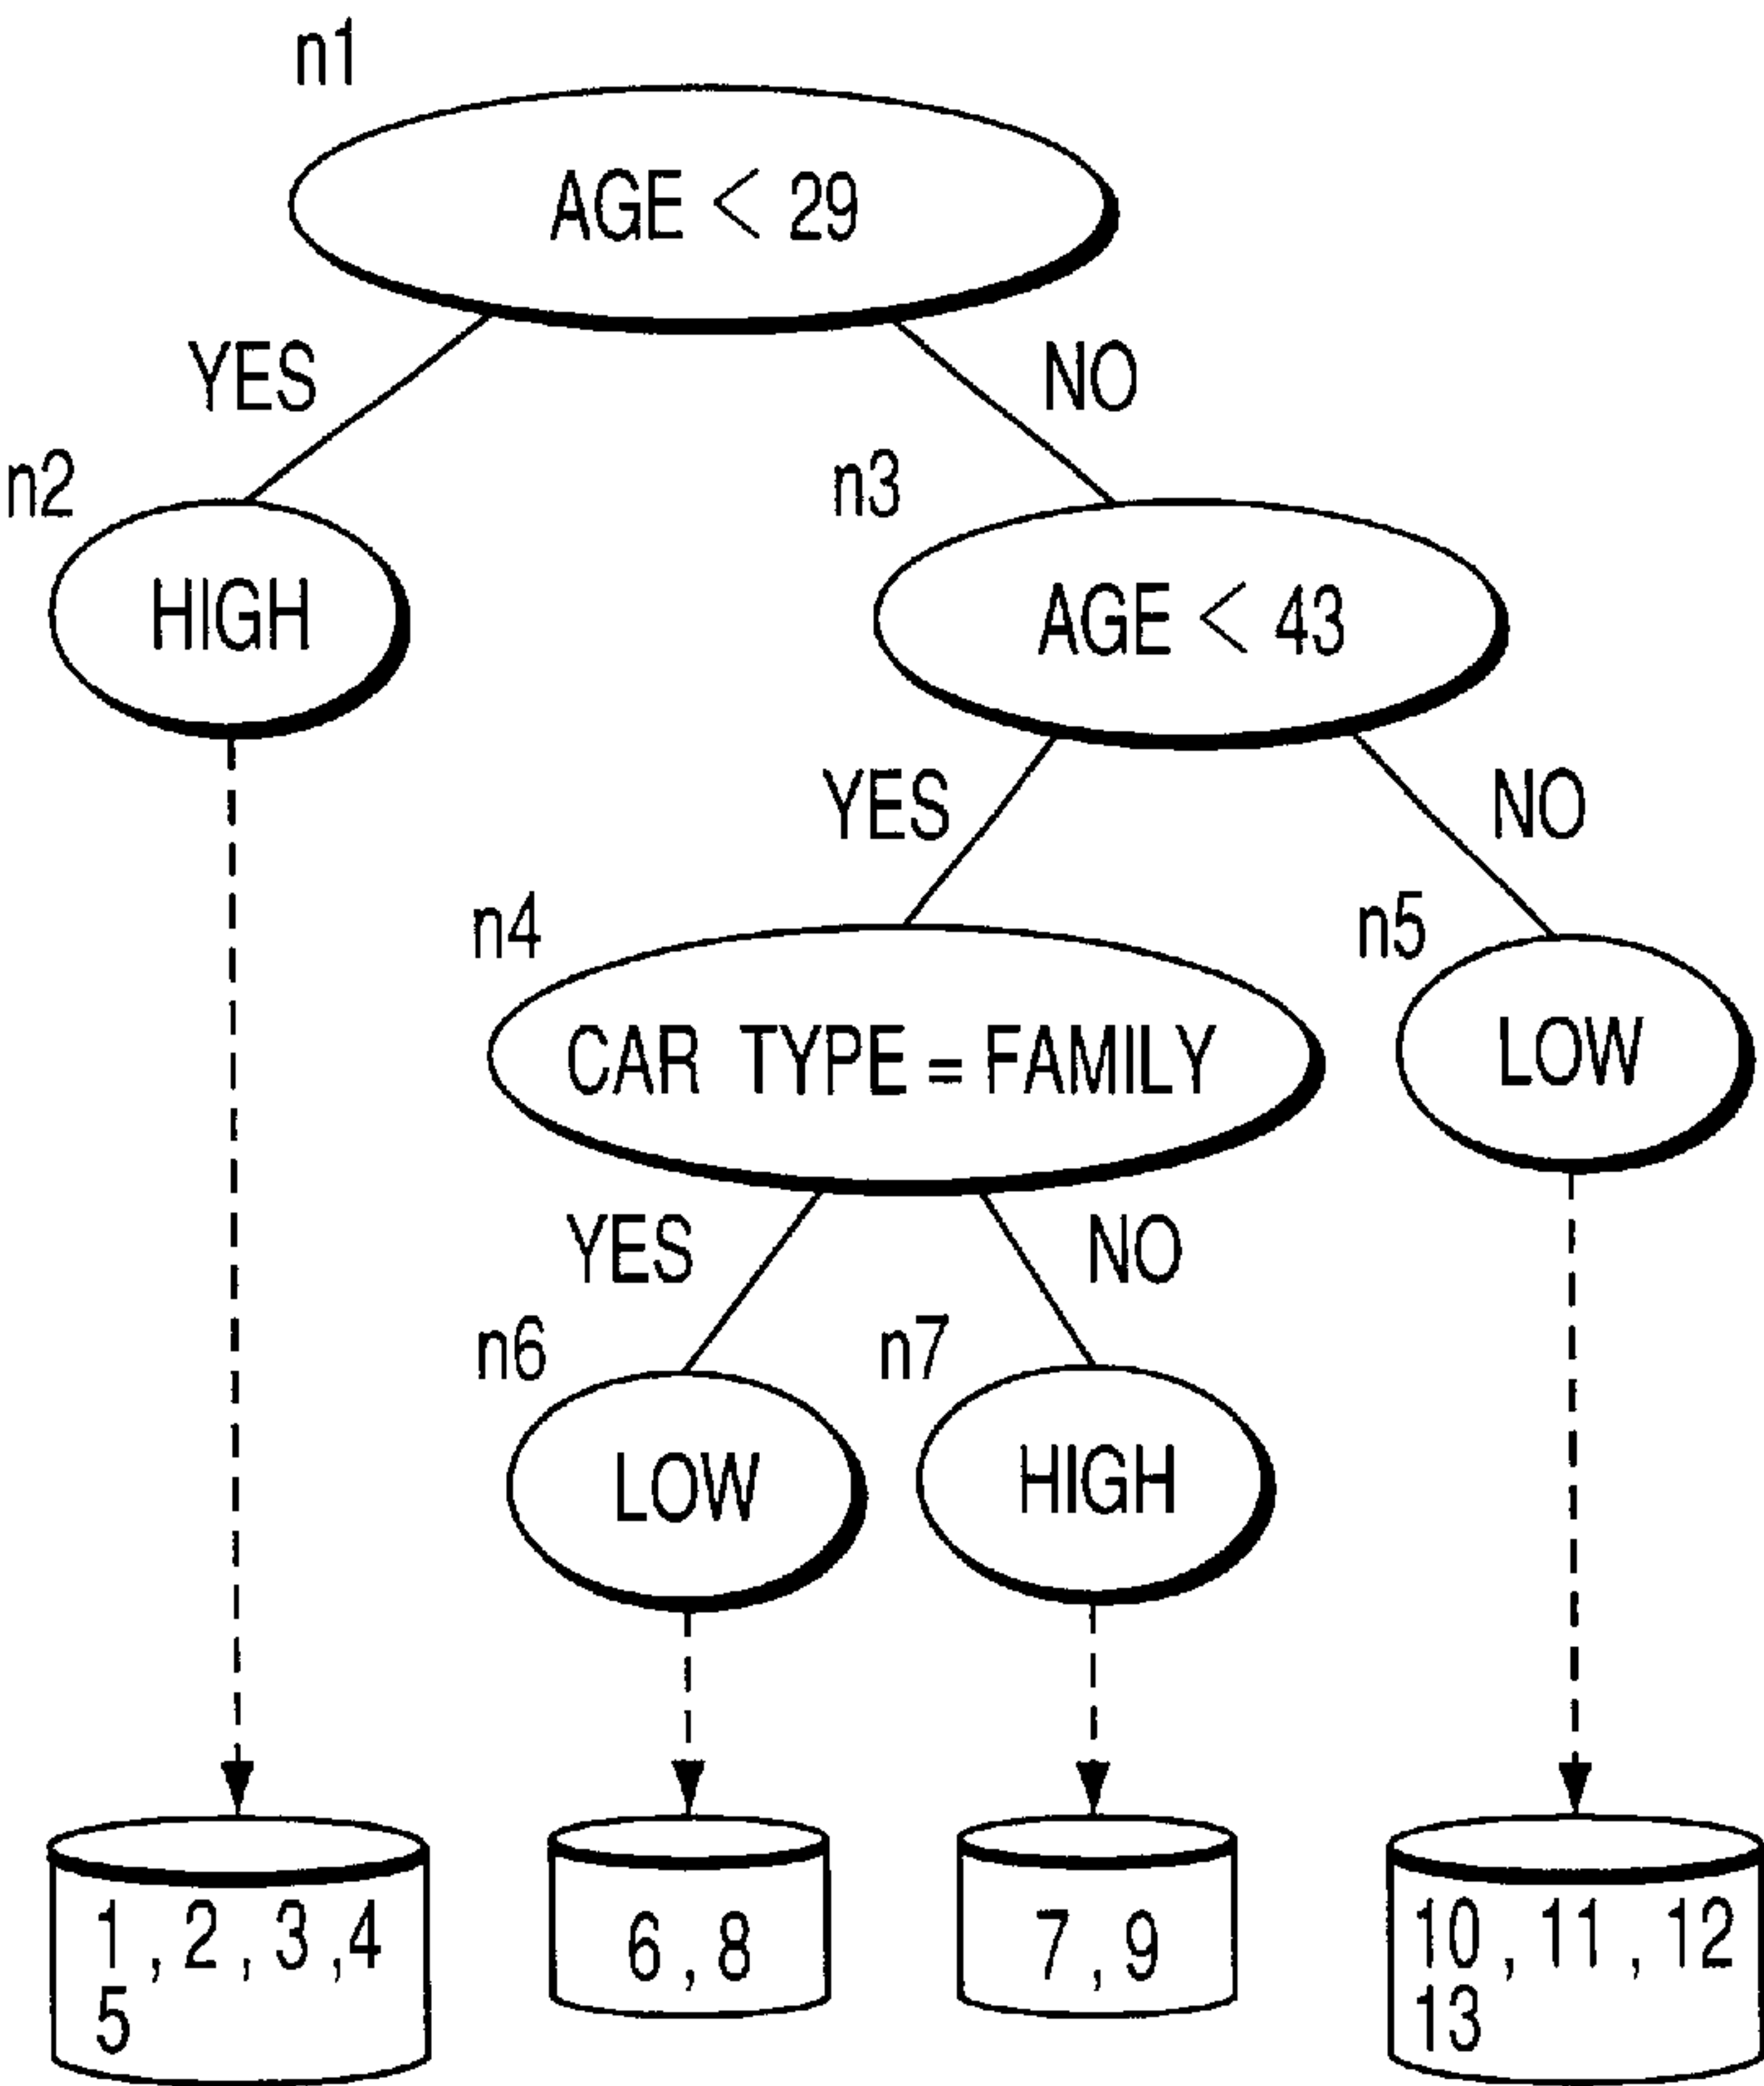 n1
AGE < 29
YES
NO
n2
HIGH
n3
AGE < 43
YES
NO
n4
CAR TYPE = FAMILY
n5
LOW
YES
NO
n6
LOW
n7
HIGH
1 , 2 , 3 , 4
5
6 , 8
7 , 9
10 , 11 , 12
13